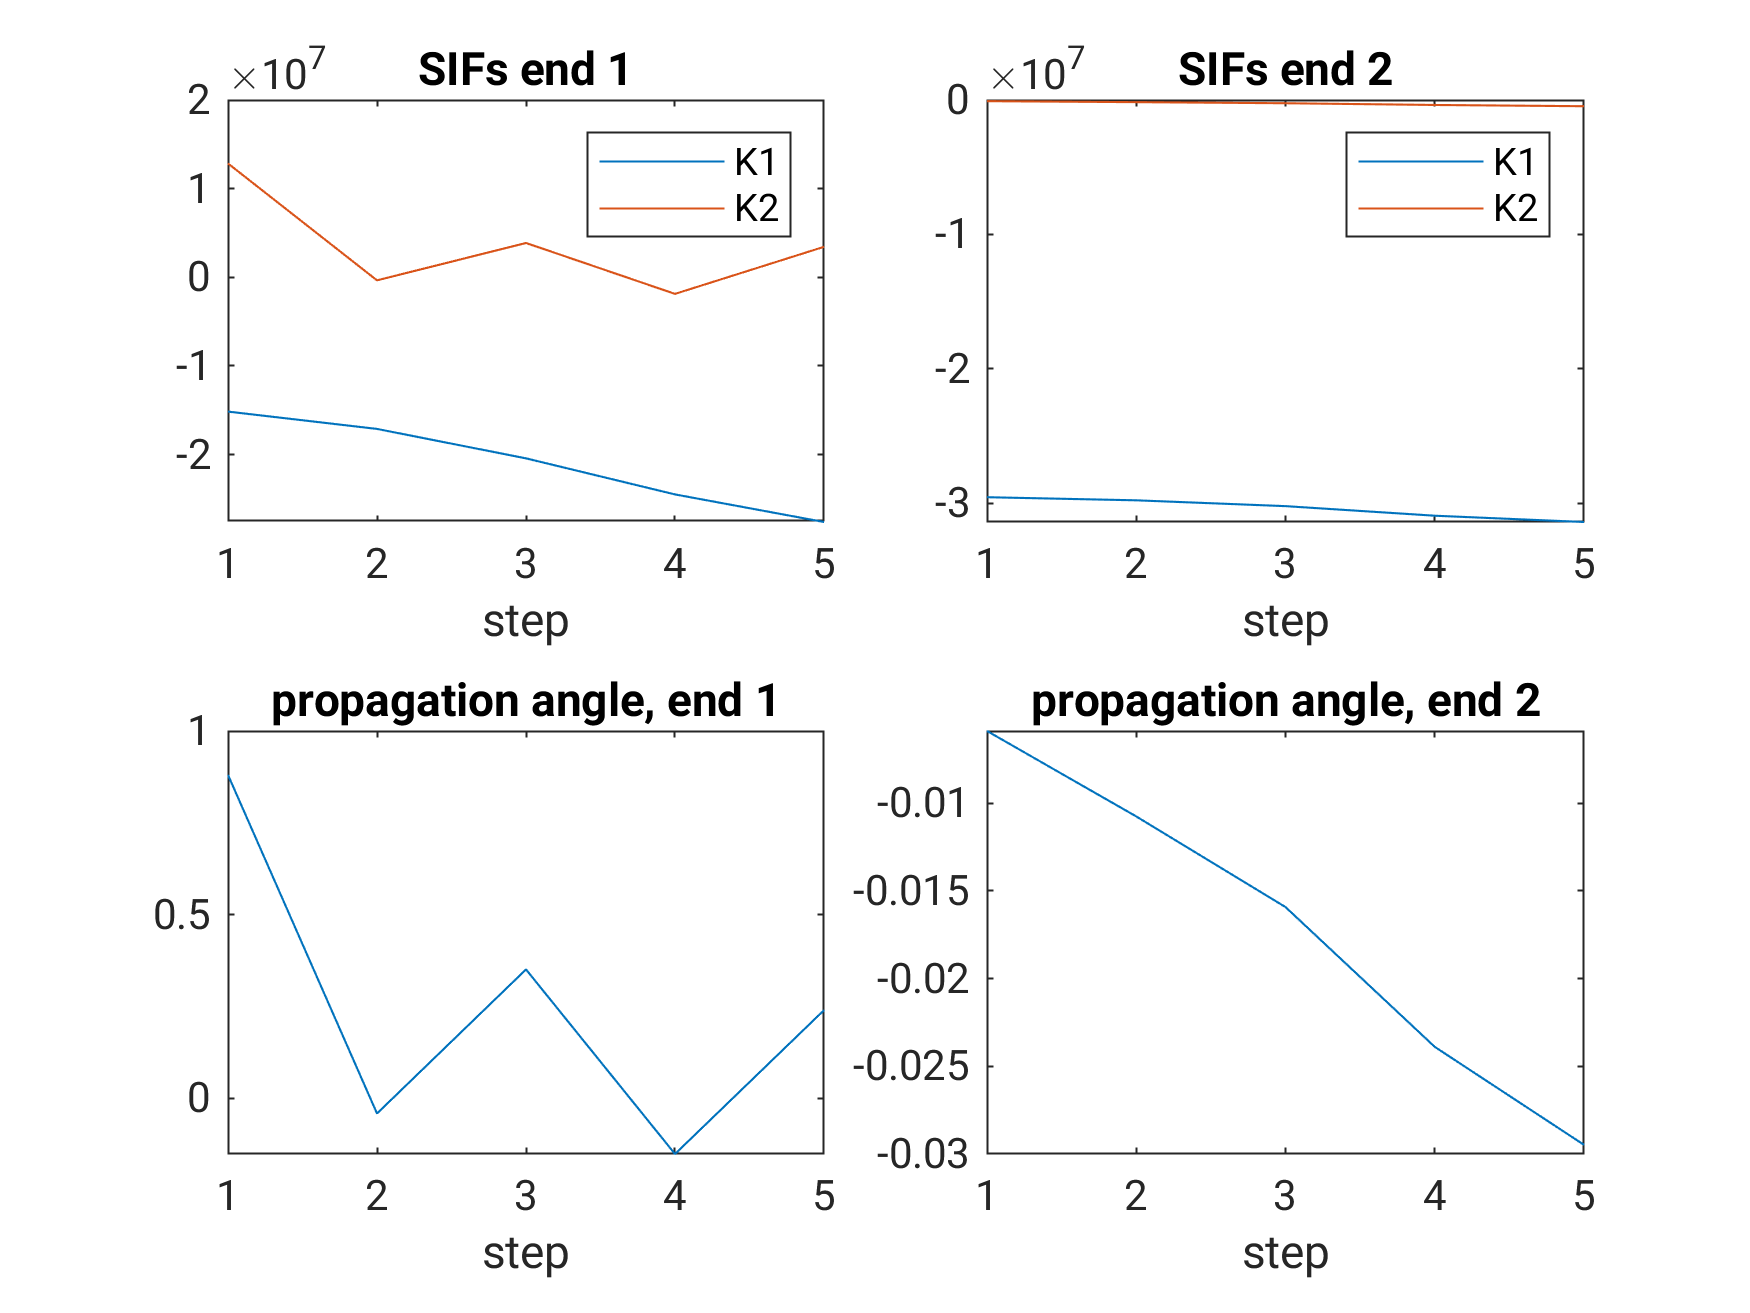 SIFs end 1
×10^7
2
1
0
-1
-2
K1
K2
1 2 3 4 5
step
SIFs end 2
×10^7
0
-1
-2
-3
K1
K2
1 2 3 4 5
step
propagation angle, end 1
1
0.5
0
1 2 3 4 5
step
propagation angle, end 2
-0.01
-0.015
-0.02
-0.025
-0.03
1 2 3 4 5
step